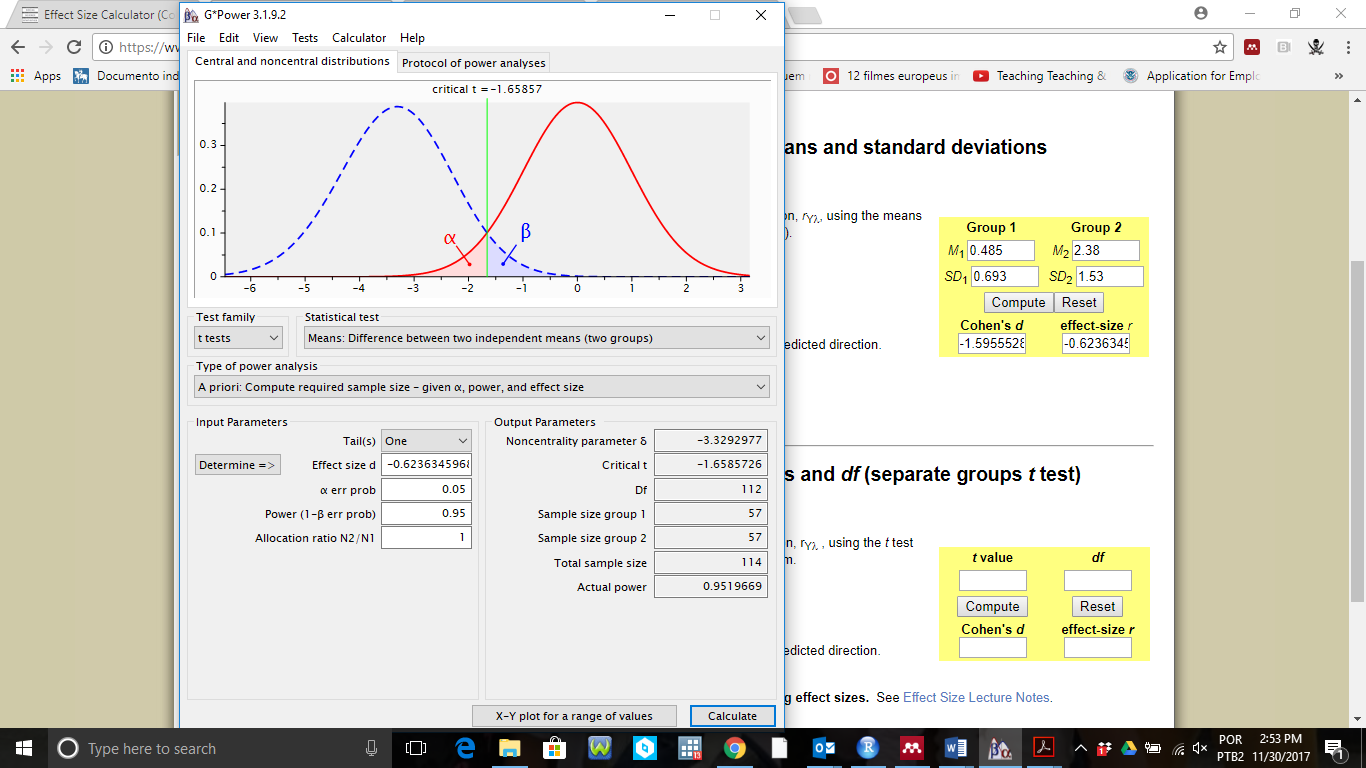 Effect Size Calculator (Co
G*Power 3.1.9.2
https://ww
File Edit View Tests Calculator Help
Apps Documento ind
uem
12 filmes europeus in
Teaching Teaching &
Application for Emplo
»
Central and noncentral distributions
Protocol of power analyses
critical t = -1.65857
0.3
0.2
0.1
0
α
β
-6 -5 -4 -3 -2 -1 0 1 2 3
Test family
Statistical test
t tests
Means: Difference between two independent means (two groups)
Type of power analysis
A priori: Compute required sample size - given α, power, and effect size
Input Parameters
Tail(s) One
Determine => Effect size d
α err prob 0.05
Power (1-β err prob) 0.95
Allocation ratio N2/N1 1
Output Parameters
Noncentrality parameter δ -3.3292977
Critical t -1.6585726
Df 112
Sample size group 1 57
Sample size group 2 57
Total sample size 114
Actual power 0.9519669
X-Y plot for a range of values
Calculate
ans and standard deviations
on, rYλ, using the means
).
edicted direction.
Group 1 Group 2
M1 0.485 M2 2.38
SD1 0.693 SD2 1.53
Compute Reset
Cohen's d effect-size r
-1.5955528 -0.6236345
s and df (separate groups t test)
n, rYλ , using the t test
m.
edicted direction.
t value df
Compute Reset
Cohen's d effect-size r
g effect sizes. See Effect Size Lecture Notes.
Type here to search
POR
PTB2
2:53 PM
11/30/2017